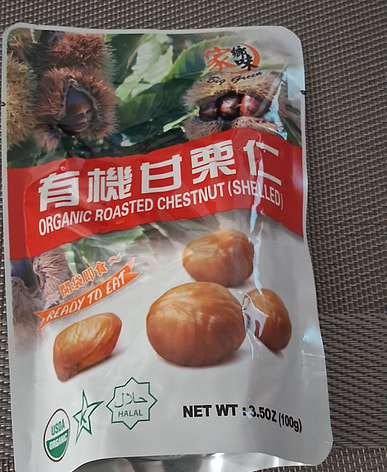 家鄉味
Big Green
有機甘栗仁
ORGANIC ROASTED CHESTNUT (SHELLED)
開袋即食
READY TO EAT
USDA
ORGANIC
K
حلال
HALAL
NET WT : 3.5OZ (100g)